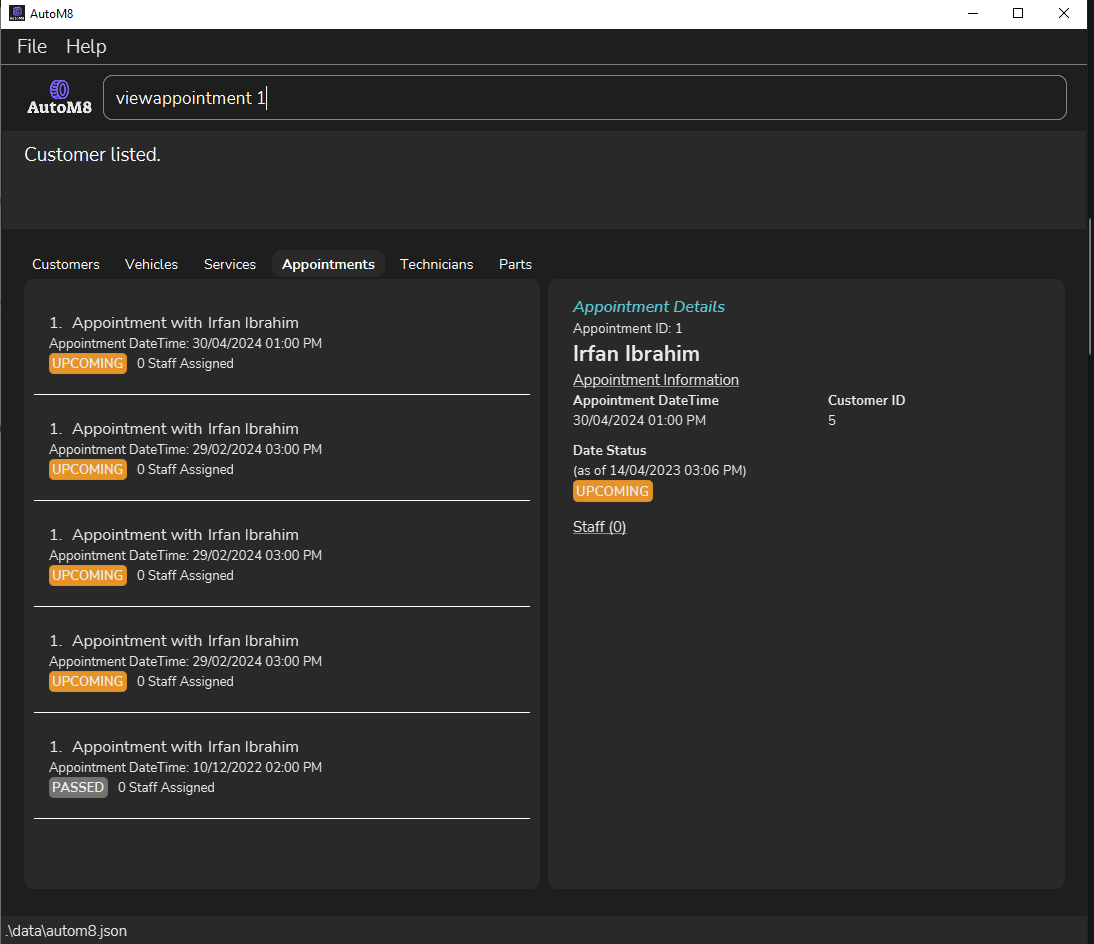 AutoM8
File Help
AutoM8
viewappointment 1
Customer listed.
Customers Vehicles Services Appointments Technicians Parts
1. Appointment with Irfan Ibrahim
Appointment DateTime: 30/04/2024 01:00 PM
UPCOMING 0 Staff Assigned
1. Appointment with Irfan Ibrahim
Appointment DateTime: 29/02/2024 03:00 PM
UPCOMING 0 Staff Assigned
1. Appointment with Irfan Ibrahim
Appointment DateTime: 29/02/2024 03:00 PM
UPCOMING 0 Staff Assigned
1. Appointment with Irfan Ibrahim
Appointment DateTime: 29/02/2024 03:00 PM
UPCOMING 0 Staff Assigned
1. Appointment with Irfan Ibrahim
Appointment DateTime: 10/12/2022 02:00 PM
PASSED 0 Staff Assigned
Appointment Details
Appointment ID: 1
Irfan Ibrahim
Appointment Information
Appointment DateTime Customer ID
30/04/2024 01:00 PM 5
Date Status
(as of 14/04/2023 03:06 PM)
UPCOMING
Staff (0)
.\data\autom8.json